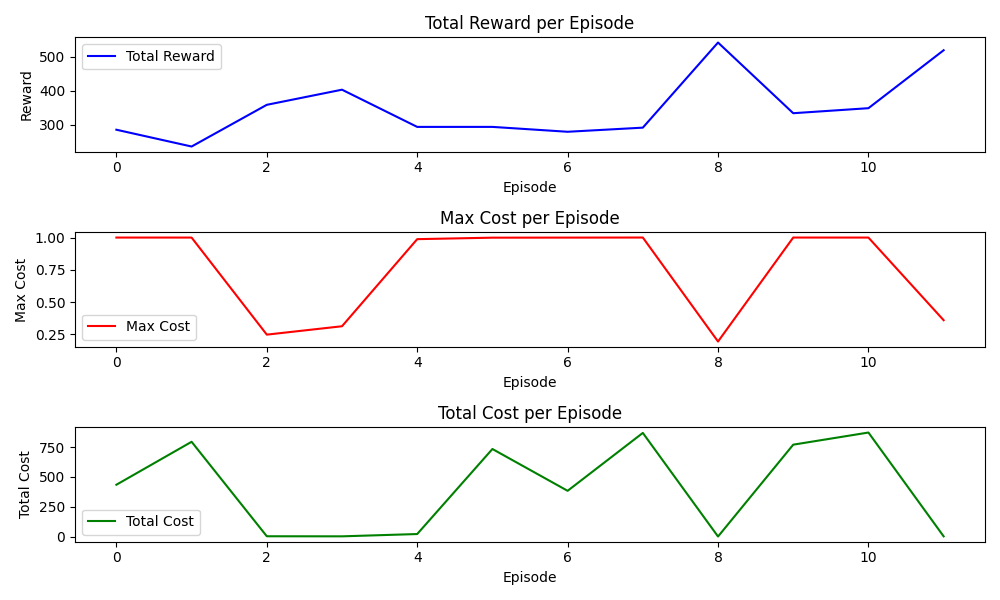 Total Reward per Episode
Total Reward
Reward
500
400
300
0 2 4 6 8 10
Episode
Max Cost per Episode
Max Cost
1.00
0.75
0.50
0.25
Max Cost
0 2 4 6 8 10
Episode
Total Cost per Episode
Total Cost
750
500
250
0
Total Cost
0 2 4 6 8 10
Episode